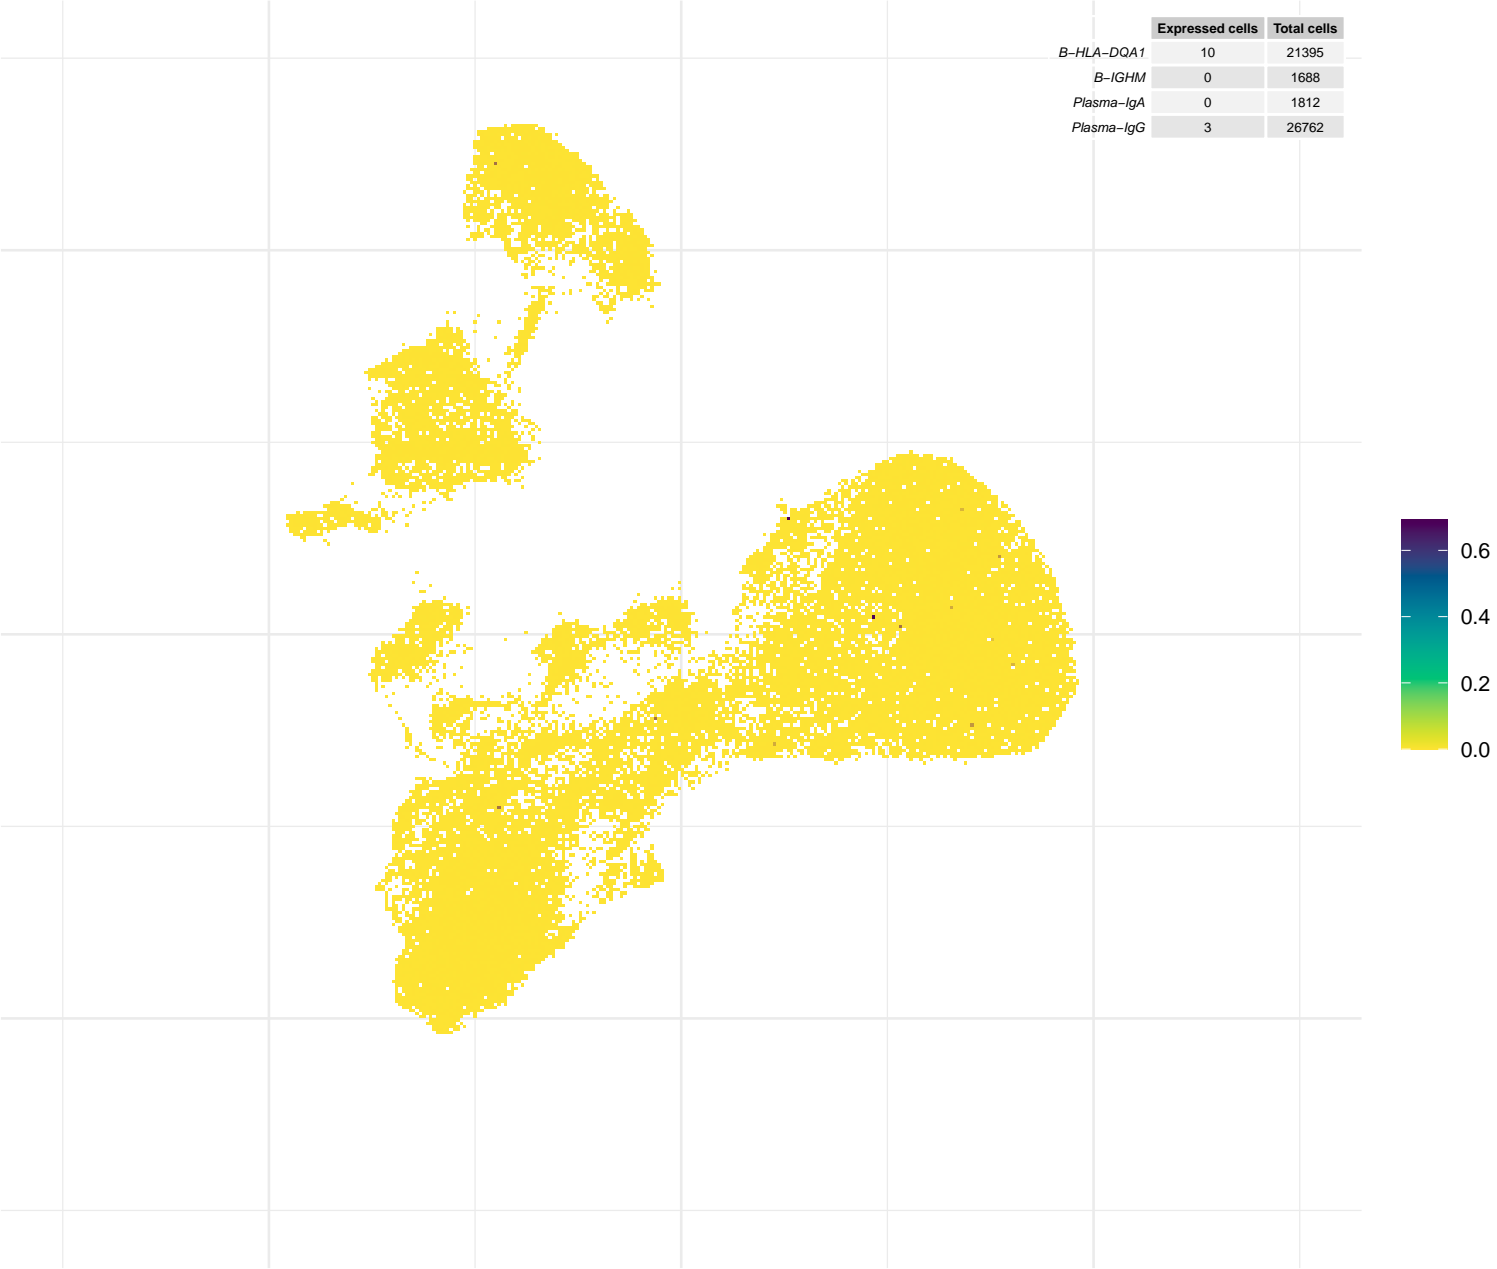 Expressed cells Total cells
B−HLA−DQA1 10 21395
B−IGHM 0 1688
Plasma−IgA 0 1812
Plasma−IgG 3 26762
0.6
0.4
0.2
0.0